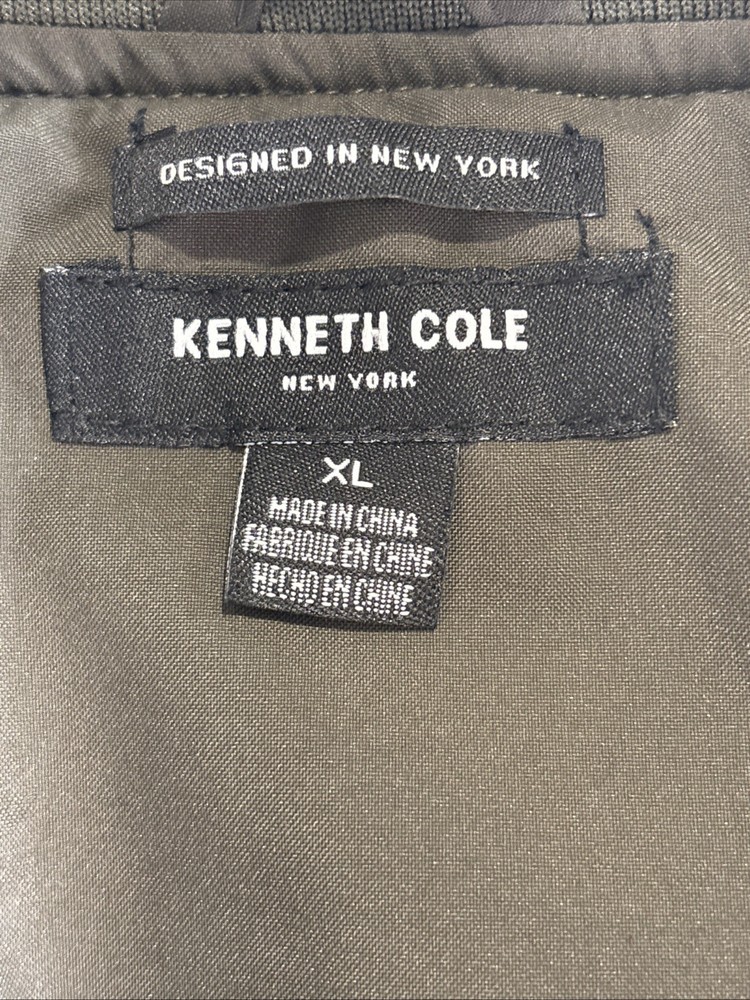 DESIGNED IN NEW YORK
KENNETH COLE
NEW YORK
XL
MADE IN CHINA
FABRIQUE EN CHINE
HECHO EN CHINE